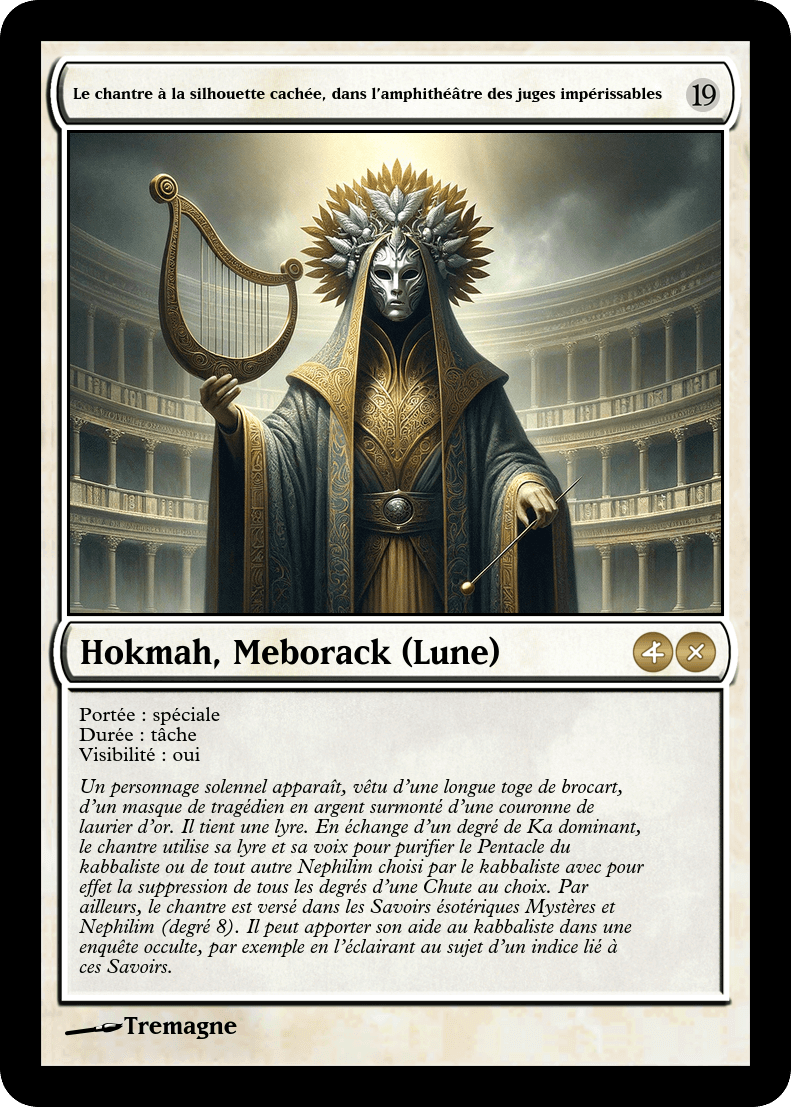 Le chantre à la silhouette cachée, dans l'amphithéâtre des juges impérissables 19
Hokmah, Meborack (Lune)
Portée : spéciale
Durée : tâche
Visibilité : oui
Un personnage solennel apparaît, vêtu d'une longue toge de brocart,
d'un masque de tragédien en argent surmonté d'une couronne de
laurier d'or. Il tient une lyre. En échange d'un degré de Ka dominant,
le chantre utilise sa lyre et sa voix pour purifier le Pentacle du
kabbaliste ou de tout autre Nephilim choisi par le kabbaliste avec pour
effet la suppression de tous les degrés d'une Chute au choix. Par
ailleurs, le chantre est versé dans les Savoirs ésotériques Mystères et
Nephilim (degré 8). Il peut apporter son aide au kabbaliste dans une
enquête occulte, par exemple en l'éclairant au sujet d'un indice lié à
ces Savoirs.
Tremagne